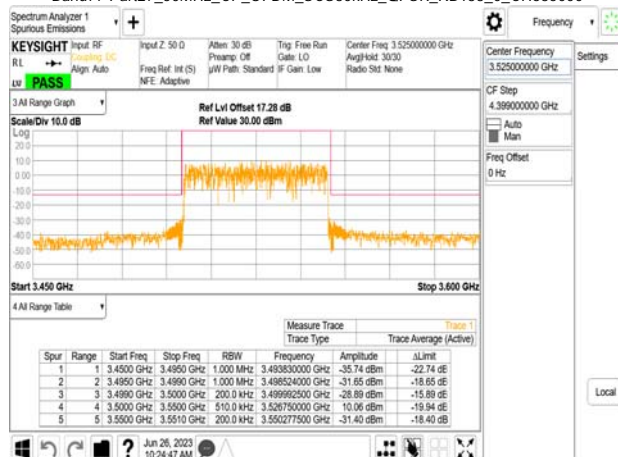 Spectrum Analyzer 1
Spurious Emissions
Frequency
Settings
KEYSIGHT
Input: RF
Coupling: DC
Align: Auto
Input Z: 50 Ω
Freq Ref: Int (S)
NFE: Adaptive
Atten: 30 dB
Preamp: Off
µW Path: Standard
Trig: Free Run
Gate: LO
IF Gain: Low
Center Freq: 3.525000000 GHz
Avg|Hold: 30/30
Radio Std: None
RL
PASS
Center Frequency
3.525000000 GHz
CF Step
4.399000000 GHz
Auto
Man
Freq Offset
0 Hz
Local
3 All Range Graph
Scale/Div 10.0 dB
Ref Lvl Offset 17.28 dB
Ref Value 30.00 dBm
Log
20.0
10.0
0.00
-10.0
-20.0
-30.0
-40.0
-50.0
-60.0
Start 3.450 GHz
Stop 3.600 GHz
4 All Range Table
Measure Trace Trace 1
Trace Type Trace Average (Active)
Spur Range Start Freq Stop Freq RBW Frequency Amplitude ΔLimit
1 1 3.4500 GHz 3.4950 GHz 1.000 MHz 3.493830000 GHz -35.74 dBm -22.74 dB
2 2 3.4950 GHz 3.4990 GHz 1.000 MHz 3.498524000 GHz -31.65 dBm -18.65 dB
3 3 3.4990 GHz 3.5000 GHz 200.0 kHz 3.499992500 GHz -28.89 dBm -15.89 dB
4 4 3.5000 GHz 3.5500 GHz 510.0 kHz 3.526750000 GHz 10.06 dBm -19.94 dB
5 5 3.5500 GHz 3.5510 GHz 200.0 kHz 3.550277500 GHz -31.40 dBm -18.40 dB
Jun 26, 2023
10:24:47 AM